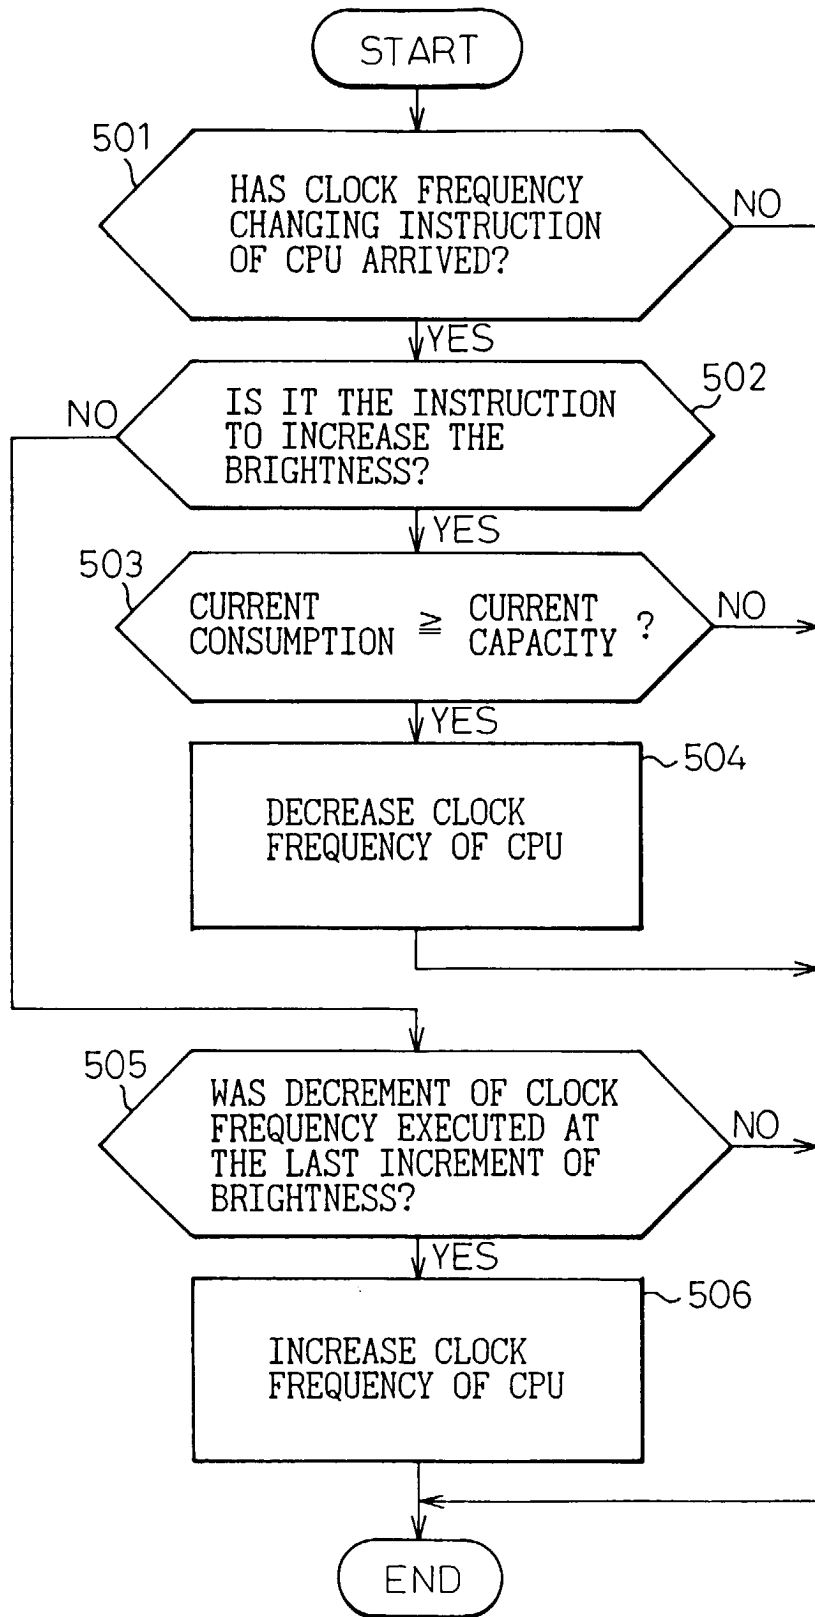 START
501
HAS CLOCK FREQUENCY
CHANGING INSTRUCTION
OF CPU ARRIVED?
NO
YES
502
NO
IS IT THE INSTRUCTION
TO INCREASE THE
BRIGHTNESS?
YES
503
CURRENT CONSUMPTION ≧ CURRENT CAPACITY ?
NO
YES
504
DECREASE CLOCK
FREQUENCY OF CPU
505
WAS DECREMENT OF CLOCK
FREQUENCY EXECUTED AT
THE LAST INCREMENT OF
BRIGHTNESS?
NO
YES
506
INCREASE CLOCK
FREQUENCY OF CPU
END